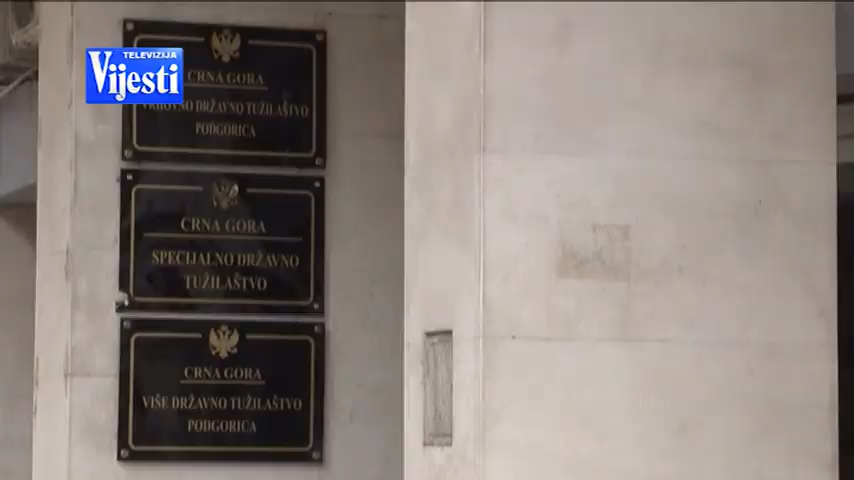 TELEVIZIJA
Vijesti
CRNA GORA
VRHOVNO DRŽAVNO TUŽILAŠTVO
PODGORICA
CRNA GORA
SPECIJALNO DRŽAVNO
TUŽILAŠTVO
CRNA GORA
VIŠE DRŽAVNO TUŽILAŠTVO
PODGORICA